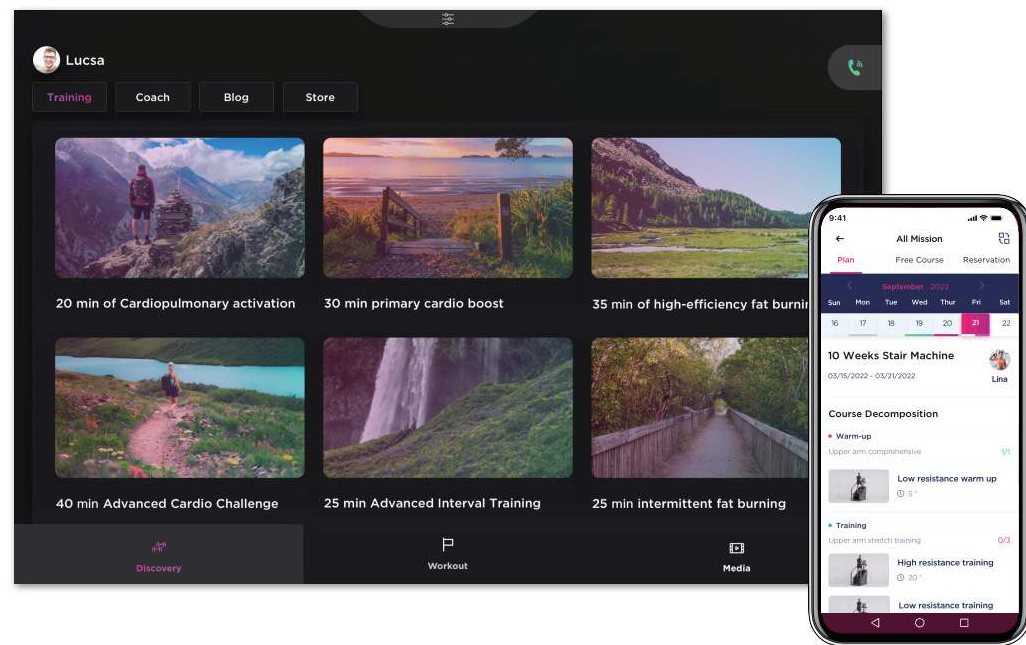 Lucsa
Training Coach Blog Store
20 min of Cardiopulmonary activation
30 min primary cardio boost
35 min of high-efficiency fat
40 min Advanced Cardio Challenge
25 min Advanced Interval Training
25 min intermittent fat burning
Discovery Workout Media
9:41
All Mission
Plan Free Course Reservation
September 2022
Sun Mon Tue Wed Thur Fri Sat
16 17 18 19 20 21 22
10 Weeks Stair Machine
03/15/2022 - 03/21/2022
Lina
Course Decomposition
Warm-up
Upper arm comprehensive 1/1
Low resistance warm up
5 '
Training
Upper arm stretch training 0/3
High resistance training
20 '
Low resistance training